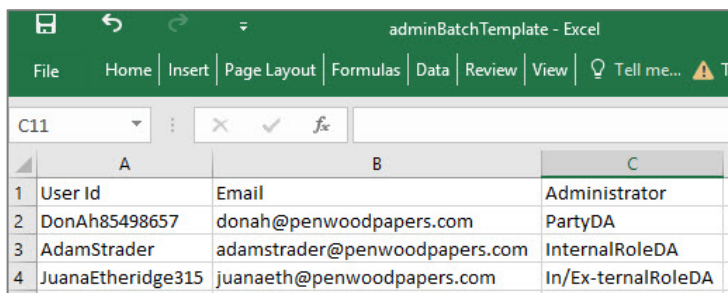 adminBatchTemplate - Excel
File Home Insert Page Layout Formulas Data Review View Tell me... T
C11 fx
A B C
1 User Id Email Administrator
2 DonAh85498657 donah@penwoodpapers.com PartyDA
3 AdamStrader adamstrader@penwoodpapers.com InternalRoleDA
4 JuanaEtheridge315 juanaeth@penwoodpapers.com In/Ex-ternalRoleDA